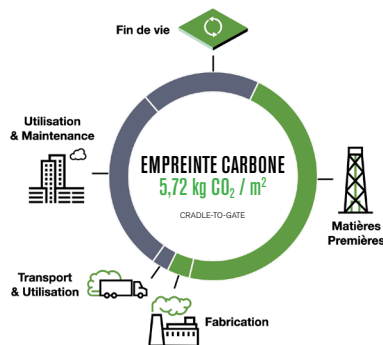 Fin de vie
Utilisation
& Maintenance
EMPREINTE CARBONE
5,72 kg CO₂ / m²
CRADLE-TO-GATE
Matières
Premières
Transport
& Utilisation
Fabrication